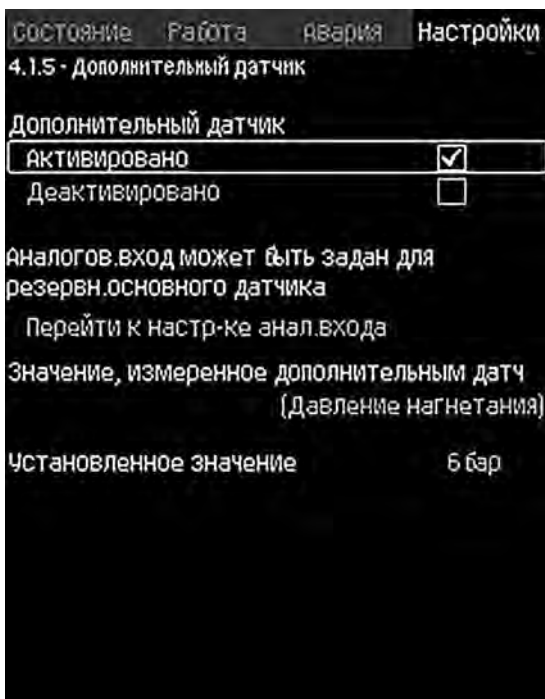 Состояние Работа Авария Настройки
4.1.5 - Дополнительный датчик
Дополнительный датчик
Активировано
Деактивировано
Аналогов.вход может быть задан для
резервн.основного датчика
Перейти к настр-ке анал.входа
Значение, измеренное дополнительным датч
(Давление нагнетания)
Установленное значение 6 бар